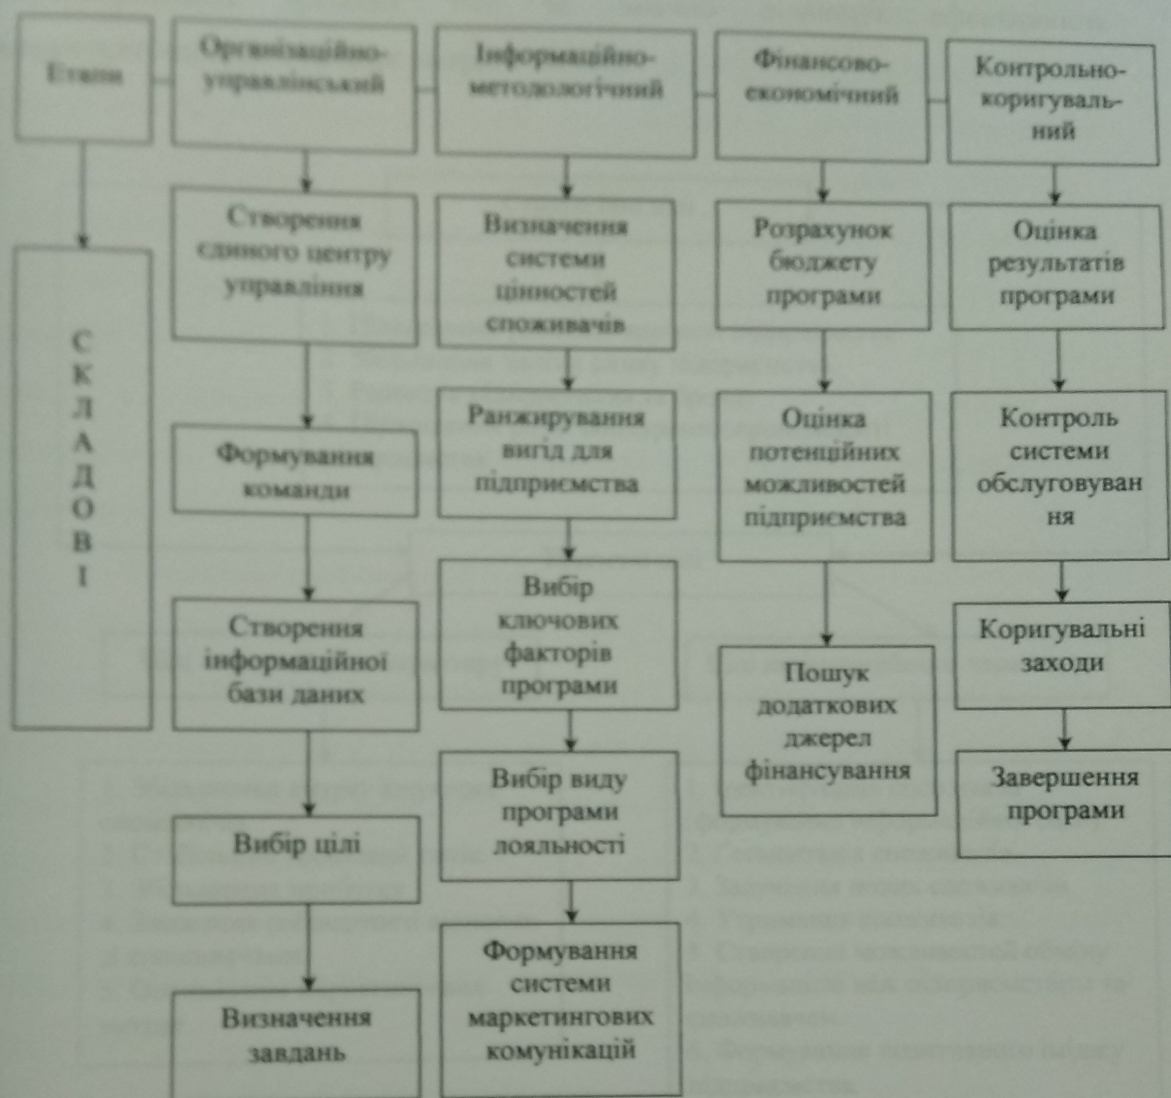 Етапи
Організаційно-
управлінський
Інформаційно-
методологічний
Фінансово-
економічний
Контрольно-
коригуваль-
ний
С
К
Л
А
Д
О
В
І
Створення
єдиного центру
управління
Формування
команди
Створення
інформаційної
бази даних
Вибір цілі
Визначення
завдань
Визначення
системи
цінностей
споживачів
Ранжирування
вигід для
підприємства
Вибір
ключових
факторів
програми
Вибір виду
програми
лояльності
Формування
системи
маркетингових
комунікацій
Розрахунок
бюджету
програми
Оцінка
потенційних
можливостей
підприємства
Пошук
додаткових
джерел
фінансування
Оцінка
результатів
програми
Контроль
системи
обслуговуван
ня
Коригувальні
заходи
Завершення
програми